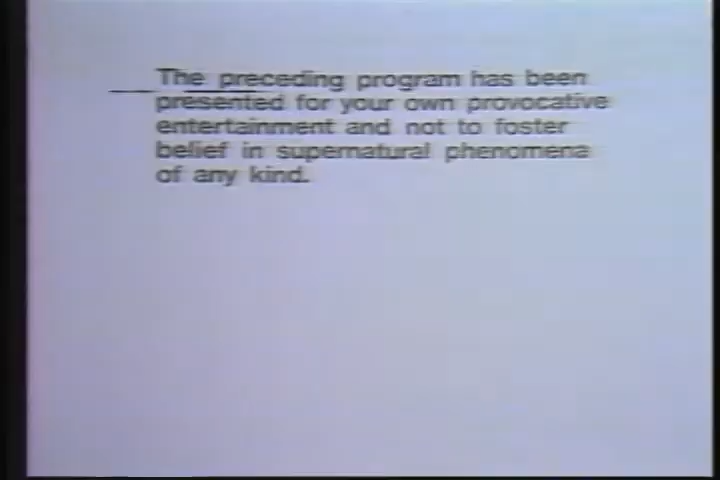 The preceding program has been
presented for your own provocative
entertainment and not to foster
belief in supernatural phenomena
of any kind.